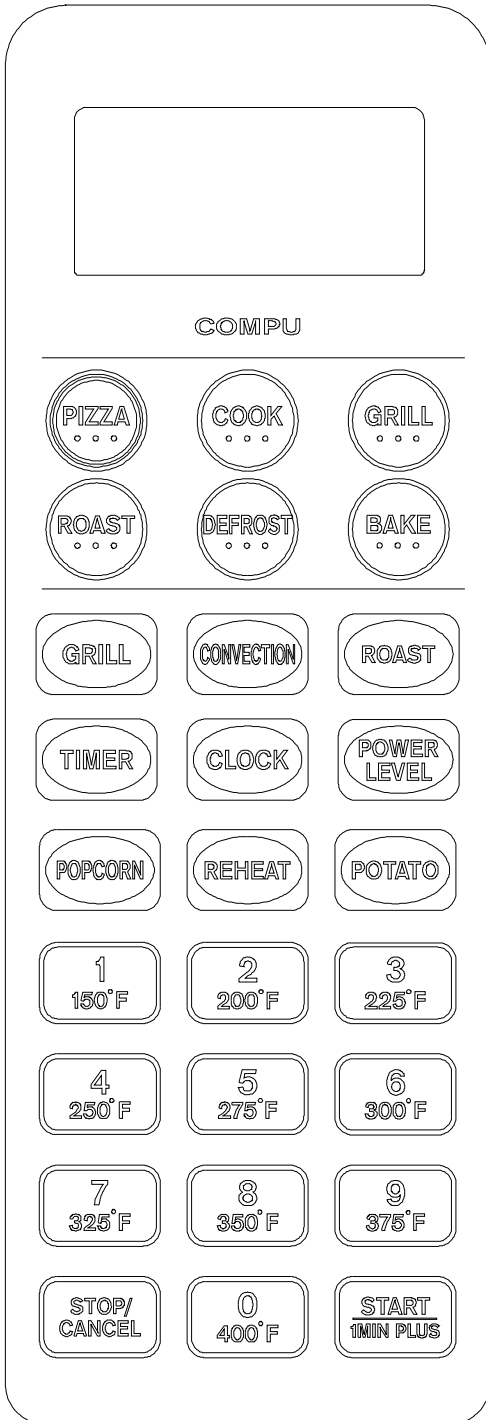 COMPU
PIZZA COOK GRILL
ROAST DEFROST BAKE
GRILL CONVECTION ROAST
TIMER CLOCK POWER
LEVEL
POPCORN REHEAT POTATO
1 2 3
150°F 200°F 225°F
4 5 6
250°F 275°F 300°F
7 8 9
325°F 350°F 375°F
STOP/ 0 START
CANCEL 400°F 1MIN PLUS